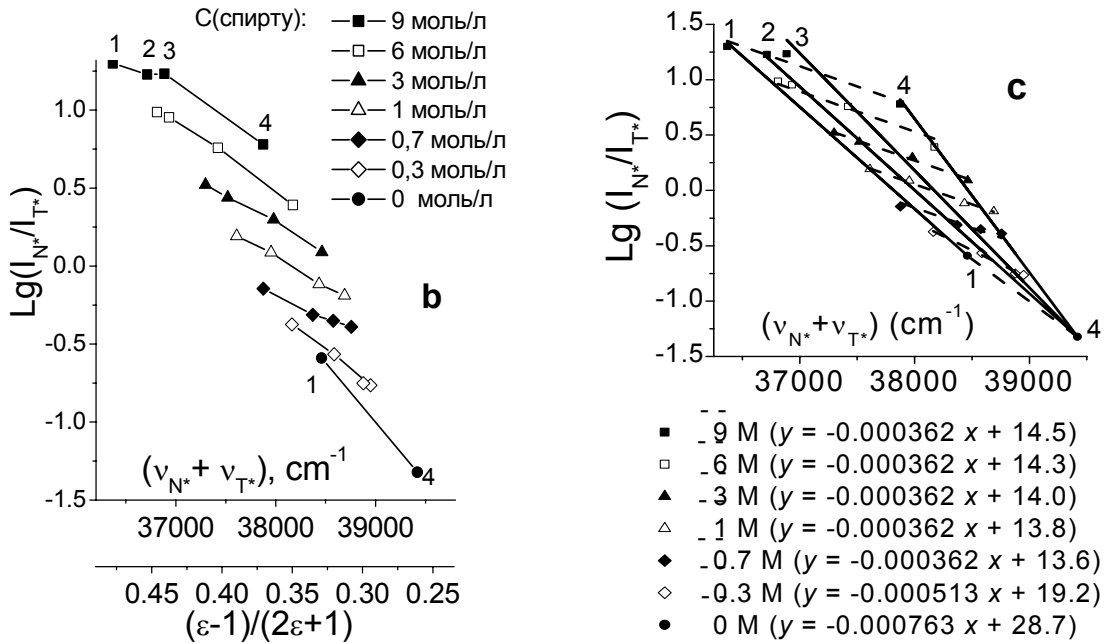 C(спирту):
9 моль/л
6 моль/л
3 моль/л
1 моль/л
0,7 моль/л
0,3 моль/л
0 моль/л
1 2 3
4
1
4
b
1.0
0.5
0.0
-0.5
-1.0
-1.5
Lg(I_N*/I_T*)
(ν_N*+ ν_T*), cm⁻¹
37000 38000 39000
0.45 0.40 0.35 0.30 0.25
(ε-1)/(2ε+1)
1.5
1.0
0.5
0.0
-0.5
-1.0
-1.5
Lg (I_N*/I_T*)
1 2 3
4
c
1
4
(ν_N*+ν_T*) (cm⁻¹)
37000 38000 39000
9 M (y = -0.000362 x + 14.5)
6 M (y = -0.000362 x + 14.3)
3 M (y = -0.000362 x + 14.0)
1 M (y = -0.000362 x + 13.8)
0.7 M (y = -0.000362 x + 13.6)
0.3 M (y = -0.000513 x + 19.2)
0 M (y = -0.000763 x + 28.7)